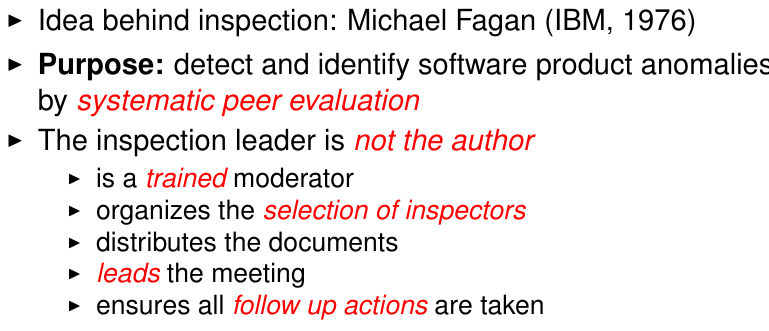 ► Idea behind inspection: Michael Fagan (IBM, 1976)
► Purpose: detect and identify software product anomalies
by systematic peer evaluation
► The inspection leader is not the author
► is a trained moderator
► organizes the selection of inspectors
► distributes the documents
► leads the meeting
► ensures all follow up actions are taken